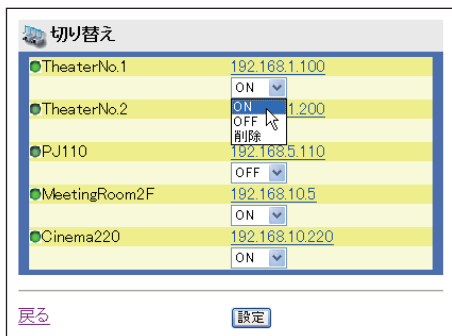 切り替え
TheaterNo.1 192.168.1.100
ON
TheaterNo.2 1.200
ON
OFF
削除
PJ110 192.168.5.110
OFF
MeetingRoom2F 192.168.10.5
ON
Cinema220 192.168.10.220
ON
戻る 設定